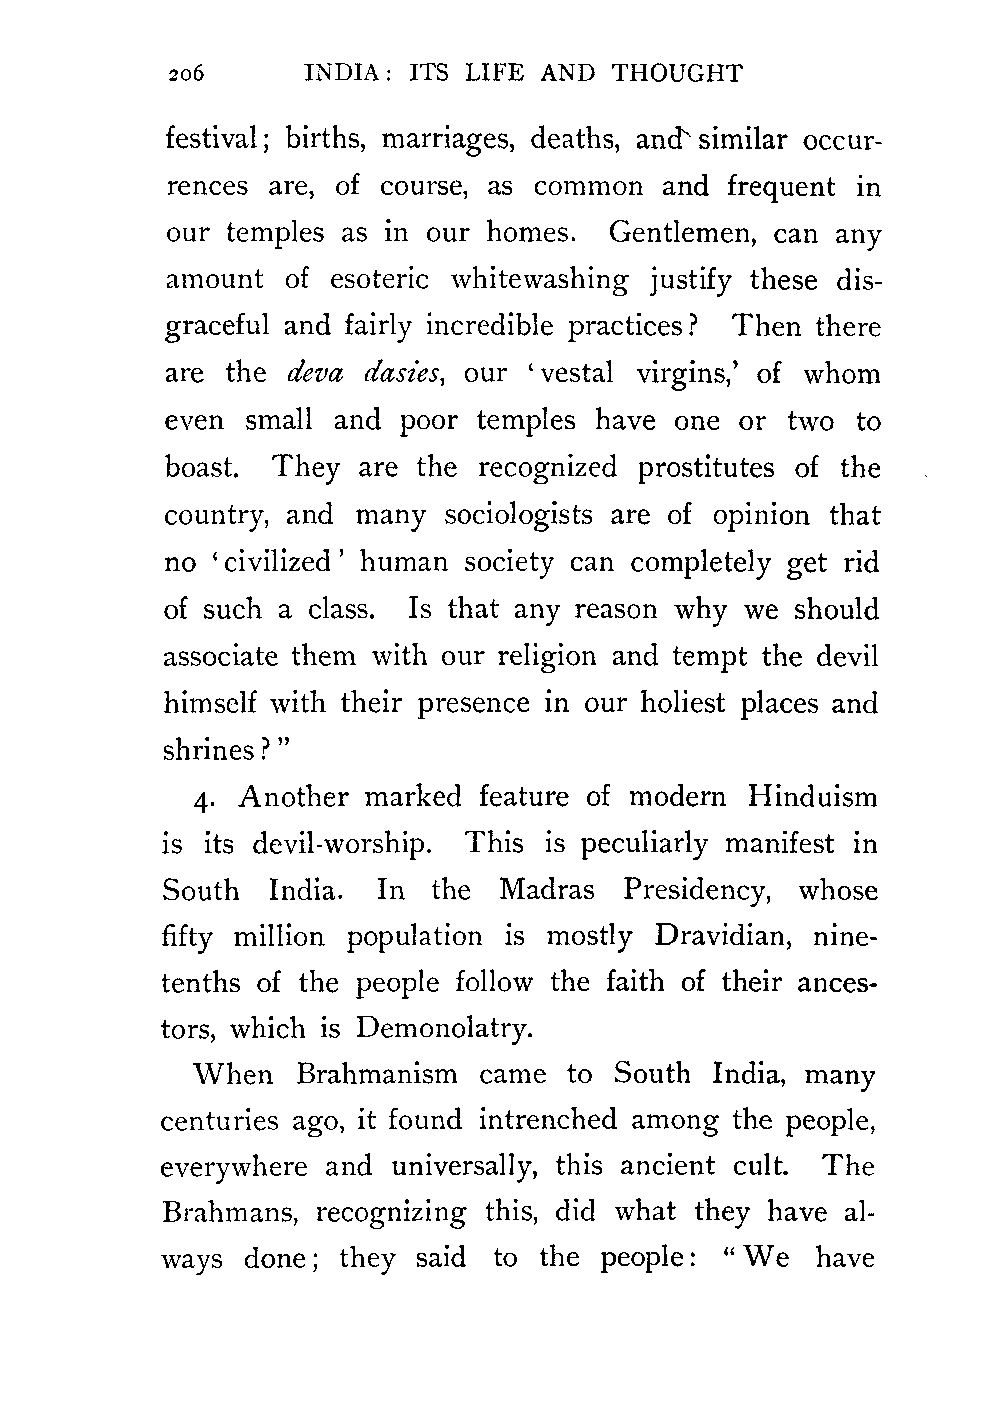 206 INDIA: ITS LIFE AND THOUGHT
festival; births, marriages, deaths, and similar occur-
rences are, of course, as common and frequent in
our temples as in our homes. Gentlemen, can any
amount of esoteric whitewashing justify these dis-
graceful and fairly incredible practices? Then there
are the deva dasies, our ‘vestal virgins,’ of whom
even small and poor temples have one or two to
boast. They are the recognized prostitutes of the
country, and many sociologists are of opinion that
no ‘civilized’ human society can completely get rid
of such a class. Is that any reason why we should
associate them with our religion and tempt the devil
himself with their presence in our holiest places and
shrines?”
4. Another marked feature of modern Hinduism
is its devil-worship. This is peculiarly manifest in
South India. In the Madras Presidency, whose
fifty million population is mostly Dravidian, nine-
tenths of the people follow the faith of their ances-
tors, which is Demonolatry.
When Brahmanism came to South India, many
centuries ago, it found intrenched among the people,
everywhere and universally, this ancient cult. The
Brahmans, recognizing this, did what they have al-
ways done; they said to the people: “We have